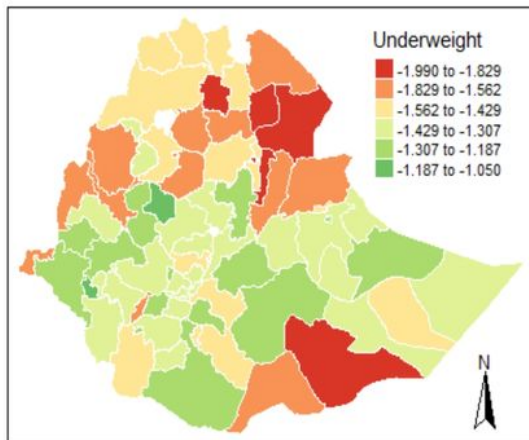 Underweight
-1.990 to -1.829
-1.829 to -1.562
-1.562 to -1.429
-1.429 to -1.307
-1.307 to -1.187
-1.187 to -1.050
N